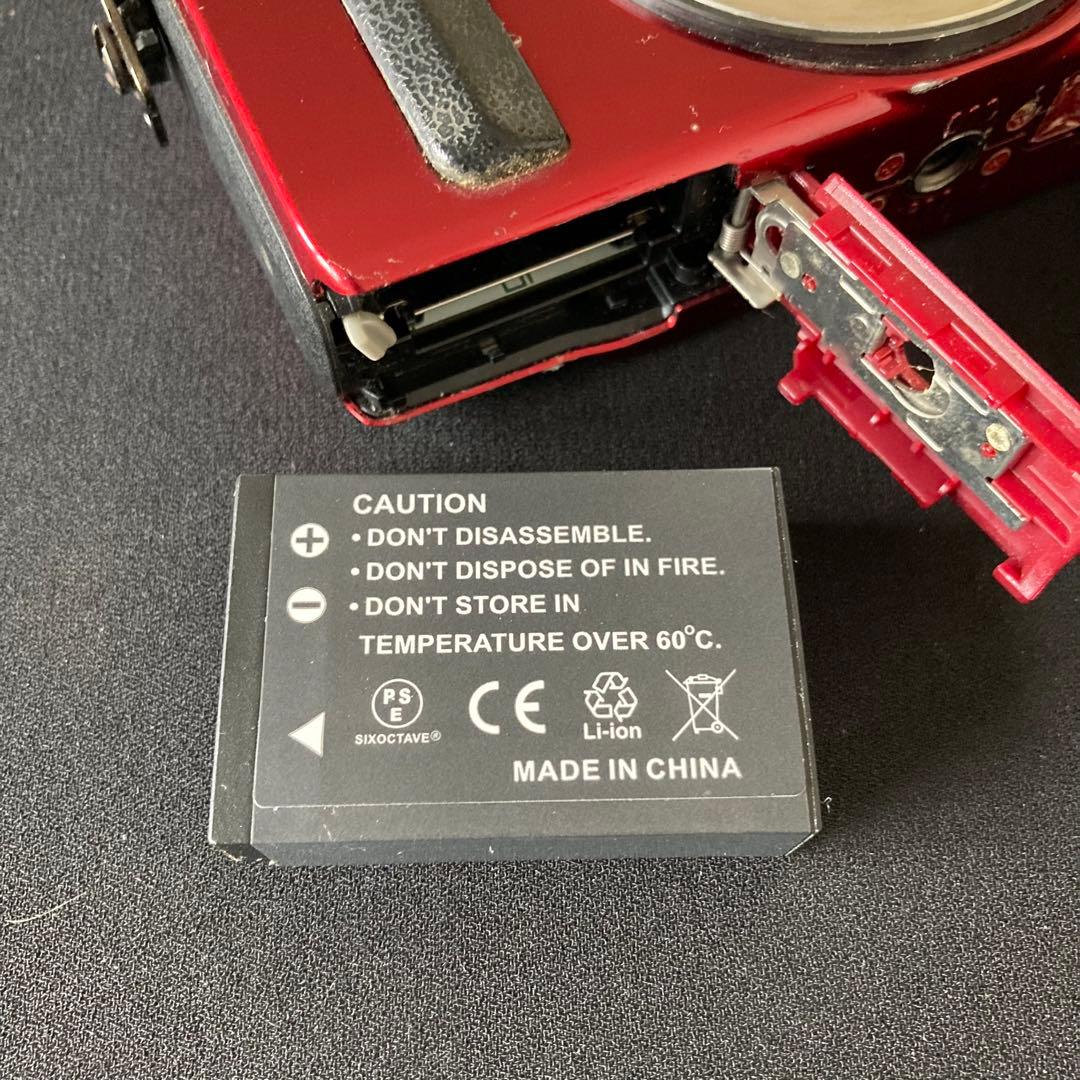 CAUTION
• DON'T DISASSEMBLE.
• DON'T DISPOSE OF IN FIRE.
• DON'T STORE IN
TEMPERATURE OVER 60°C.
PS
E
CE
SIXOCTAVE®
Li-ion
MADE IN CHINA